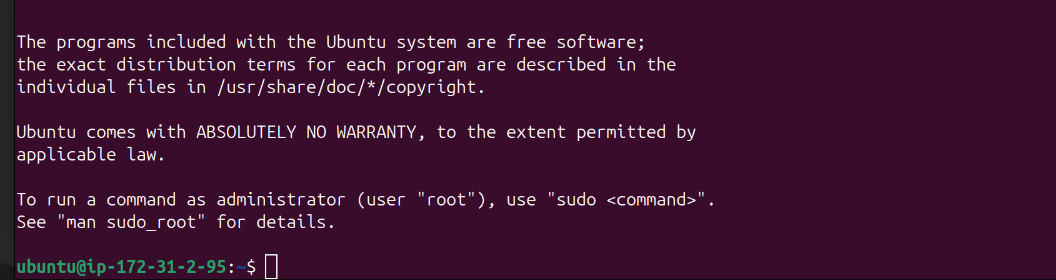 The programs included with the Ubuntu system are free software;
the exact distribution terms for each program are described in the
individual files in /usr/share/doc/*/copyright.
Ubuntu comes with ABSOLUTELY NO WARRANTY, to the extent permitted by
applicable law.
To run a command as administrator (user "root"), use "sudo <command>".
See "man sudo_root" for details.
ubuntu@ip-172-31-2-95:~$